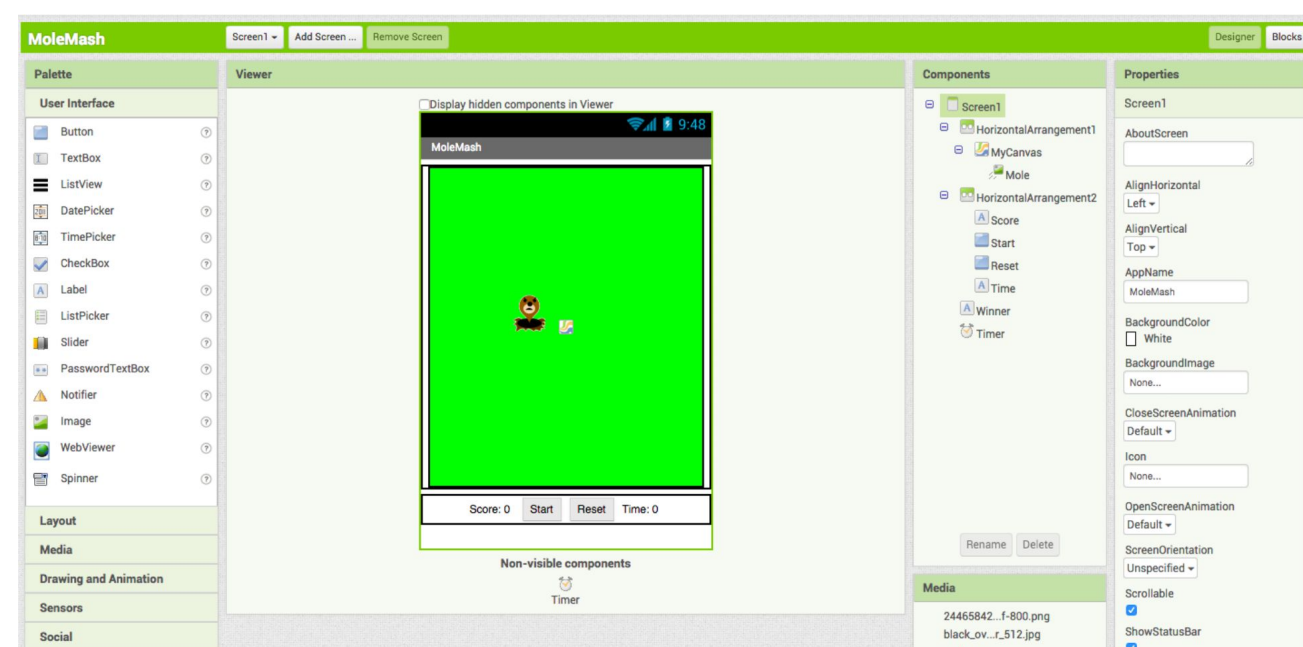 MoleMash
Screen1
Add Screen ...
Remove Screen
Designer
Blocks
Palette
User Interface
Button
TextBox
ListView
DatePicker
TimePicker
CheckBox
Label
ListPicker
Slider
PasswordTextBox
Notifier
Image
WebViewer
Spinner
Layout
Media
Drawing and Animation
Sensors
Social
Viewer
Display hidden components in Viewer
9:48
MoleMash
Score: 0 Start Reset Time: 0
Non-visible components
Timer
Components
Screen1
HorizontalArrangement1
MyCanvas
Mole
HorizontalArrangement2
A Score
Start
Reset
A Time
A Winner
Timer
Rename Delete
Media
24465842...f-800.png
black_ov...r_512.jpg
Properties
Screen1
AboutScreen
AlignHorizontal
Left
AlignVertical
Top
AppName
MoleMash
BackgroundColor
White
BackgroundImage
None...
CloseScreenAnimation
Default
Icon
None...
OpenScreenAnimation
Default
ScreenOrientation
Unspecified
Scrollable
ShowStatusBar